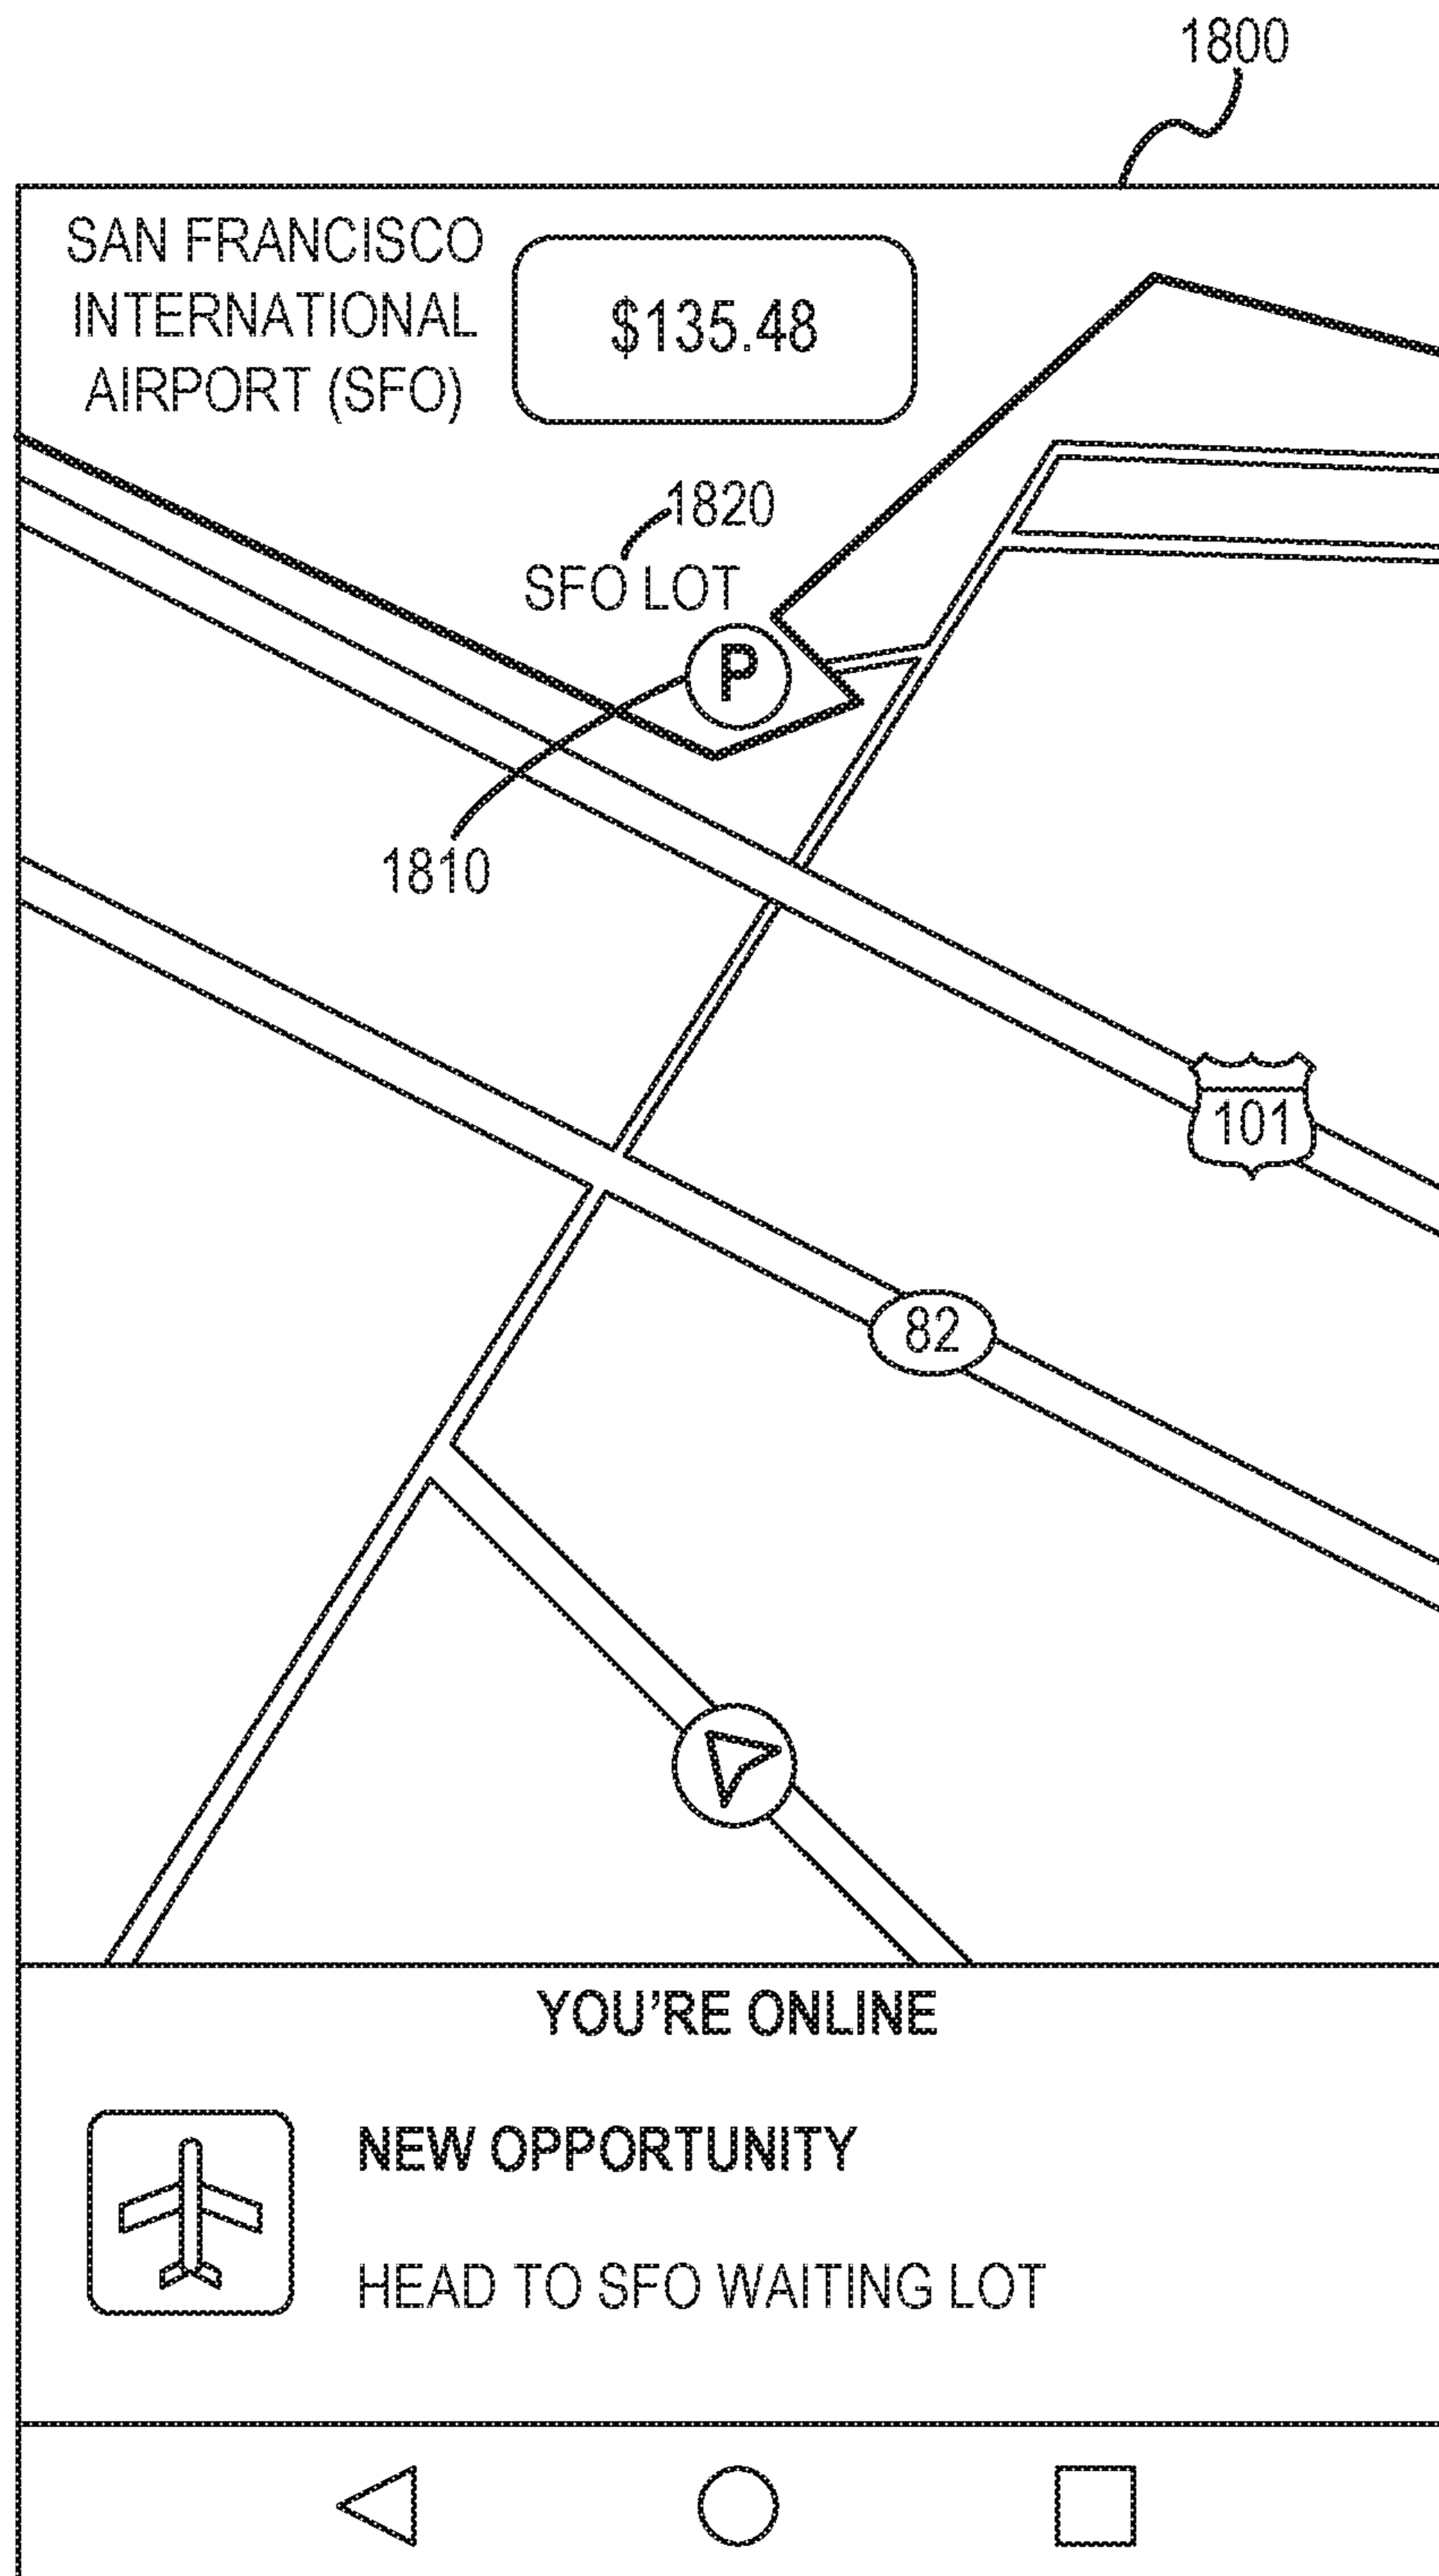 1800
SAN FRANCISCO
INTERNATIONAL
AIRPORT (SFO)
$135.48
1820
SFO LOT
P
1810
101
82
YOU'RE ONLINE
NEW OPPORTUNITY
HEAD TO SFO WAITING LOT